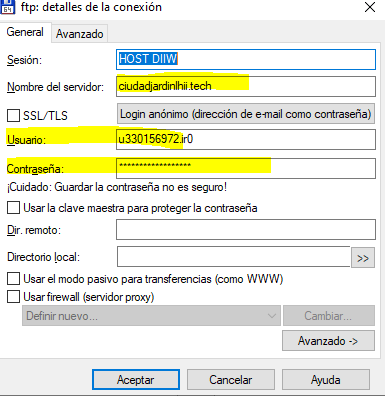 ftp: detalles de la conexión
General Avanzado
Sesión: HOST DIIW
Nombre del servidor: ciudadjardinlhii.tech
SSL/TLS Login anónimo (dirección de e-mail como contraseña)
Usuario: u330156972.ir0
Contraseña: ******************
¡Cuidado: Guardar la contraseña no es seguro!
Usar la clave maestra para proteger la contraseña
Dir. remoto:
Directorio local: >>
Usar el modo pasivo para transferencias (como WWW)
Usar firewall (servidor proxy)
Definir nuevo... Cambiar...
Avanzado ->
Aceptar Cancelar Ayuda